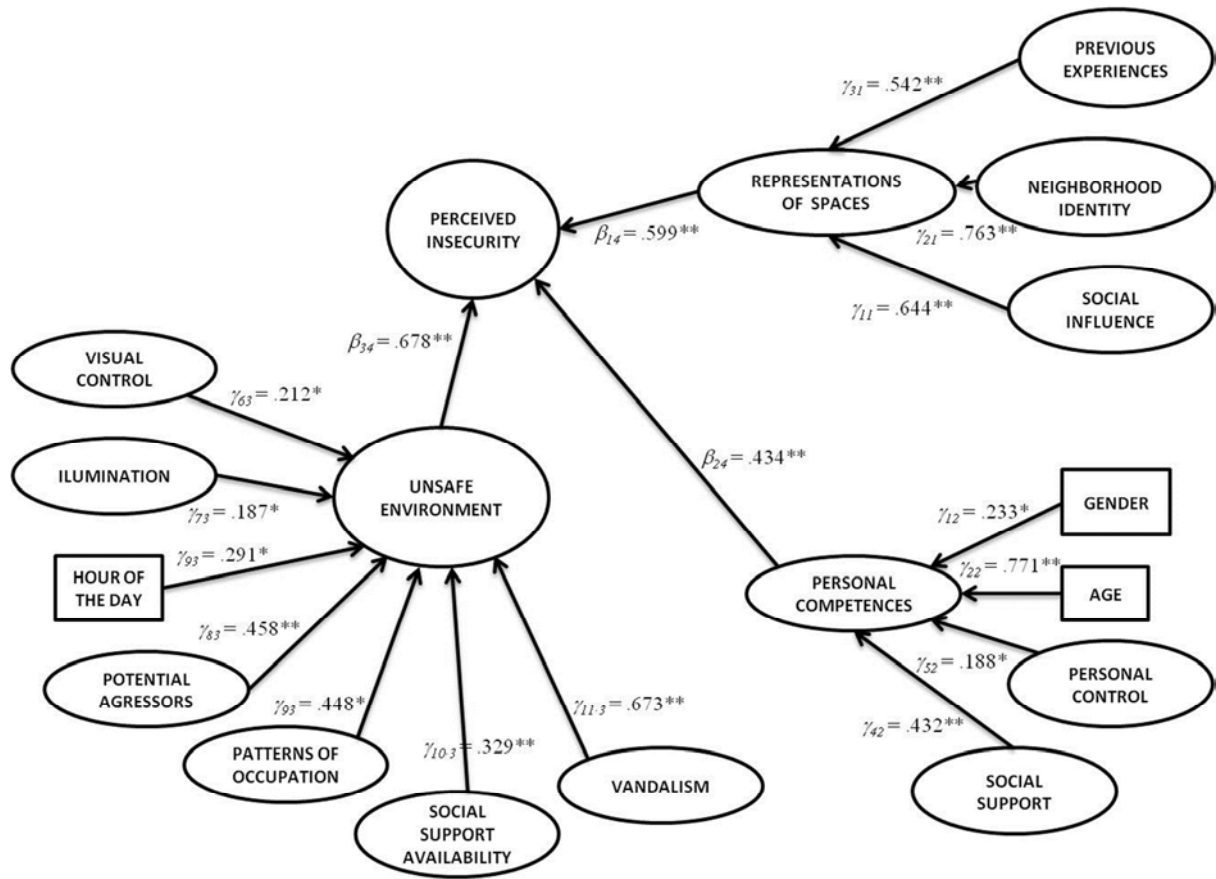 PREVIOUS
EXPERIENCES
γ31 = .542**
REPRESENTATIONS
OF SPACES
NEIGHBORHOOD
IDENTITY
γ21 = .763**
PERCEIVED
INSECURITY
β14 = .599**
SOCIAL
INFLUENCE
γ11 = .644**
β34 = .678**
VISUAL
CONTROL
γ63 = .212*
ILUMINATION
γ73 = .187*
UNSAFE
ENVIRONMENT
β24 = .434**
HOUR OF
THE DAY
γ93 = .291*
GENDER
γ12 = .233*
PERSONAL
COMPETENCES
γ22 = .771**
AGE
γ83 = .458**
POTENTIAL
AGRESSORS
γ52 = .188*
PERSONAL
CONTROL
γ93 = .448*
PATTERNS OF
OCCUPATION
γ10·3 = .329**
γ11·3 = .673**
γ42 = .432**
SOCIAL
SUPPORT
AVAILABILITY
VANDALISM
SOCIAL
SUPPORT